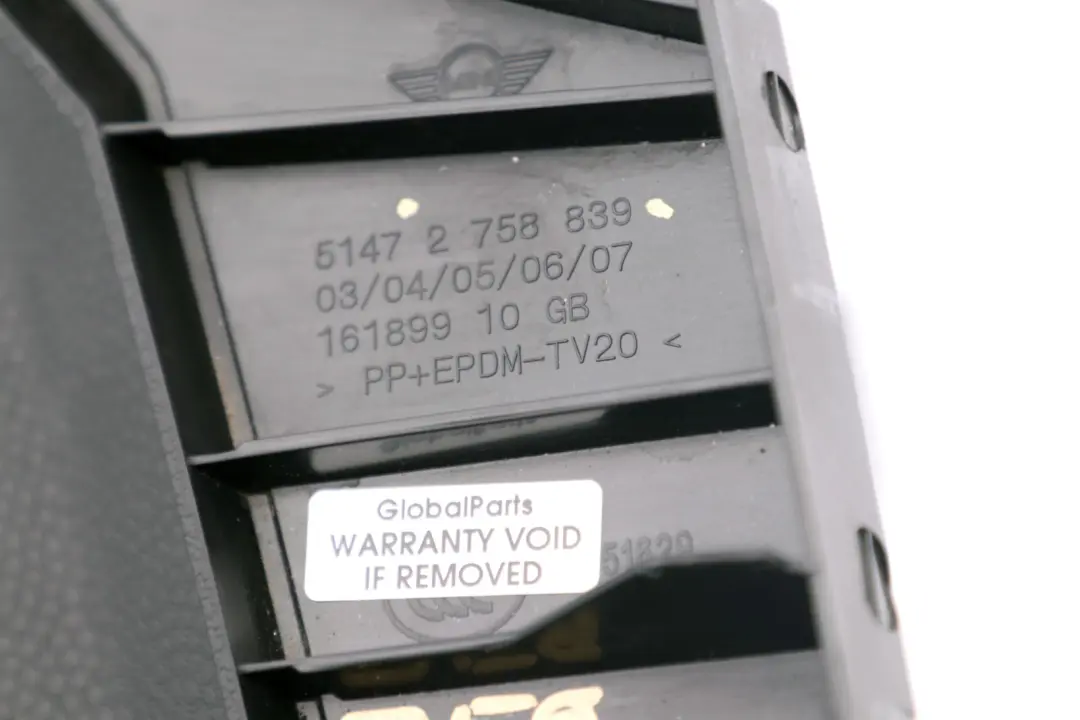 5147 2 758 839
03/04/05/06/07
161899 10 GB
> PP+EPDM-TV20 <
GlobalParts
WARRANTY VOID
IF REMOVED
51829